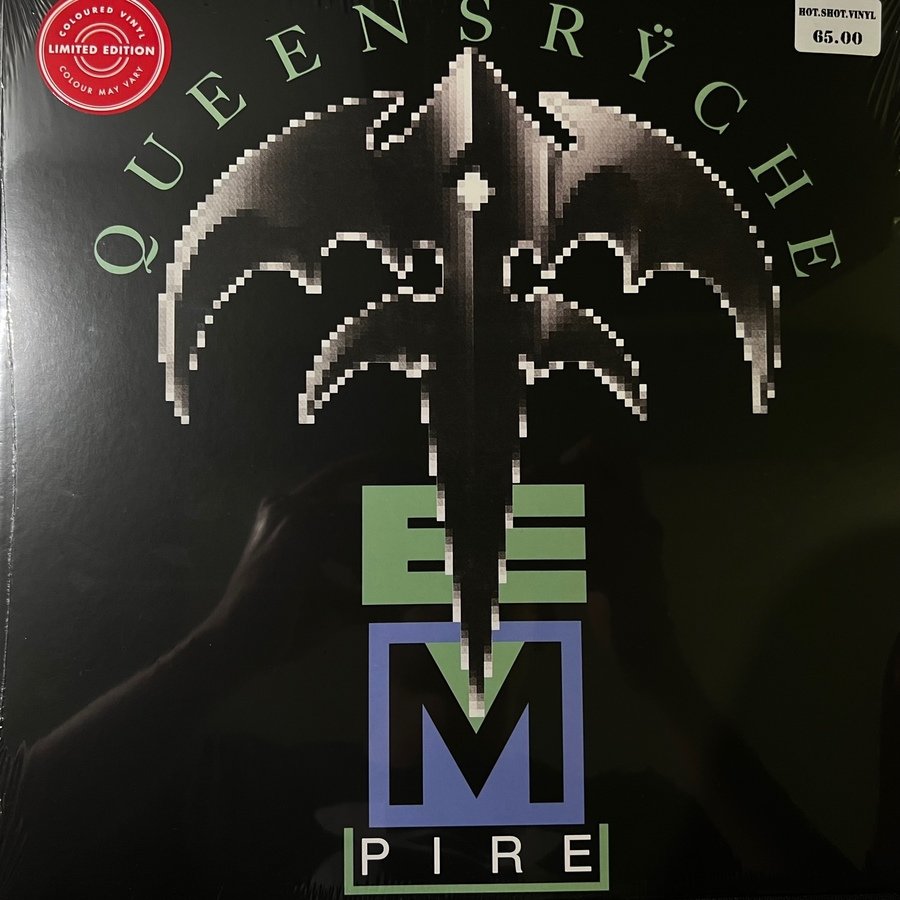 COLOURED VINYL
LIMITED EDITION
COLOUR MAY VARY
HOT.SHOT.VINYL
65.00
QUEENSRŸCHE
E
M
PIRE